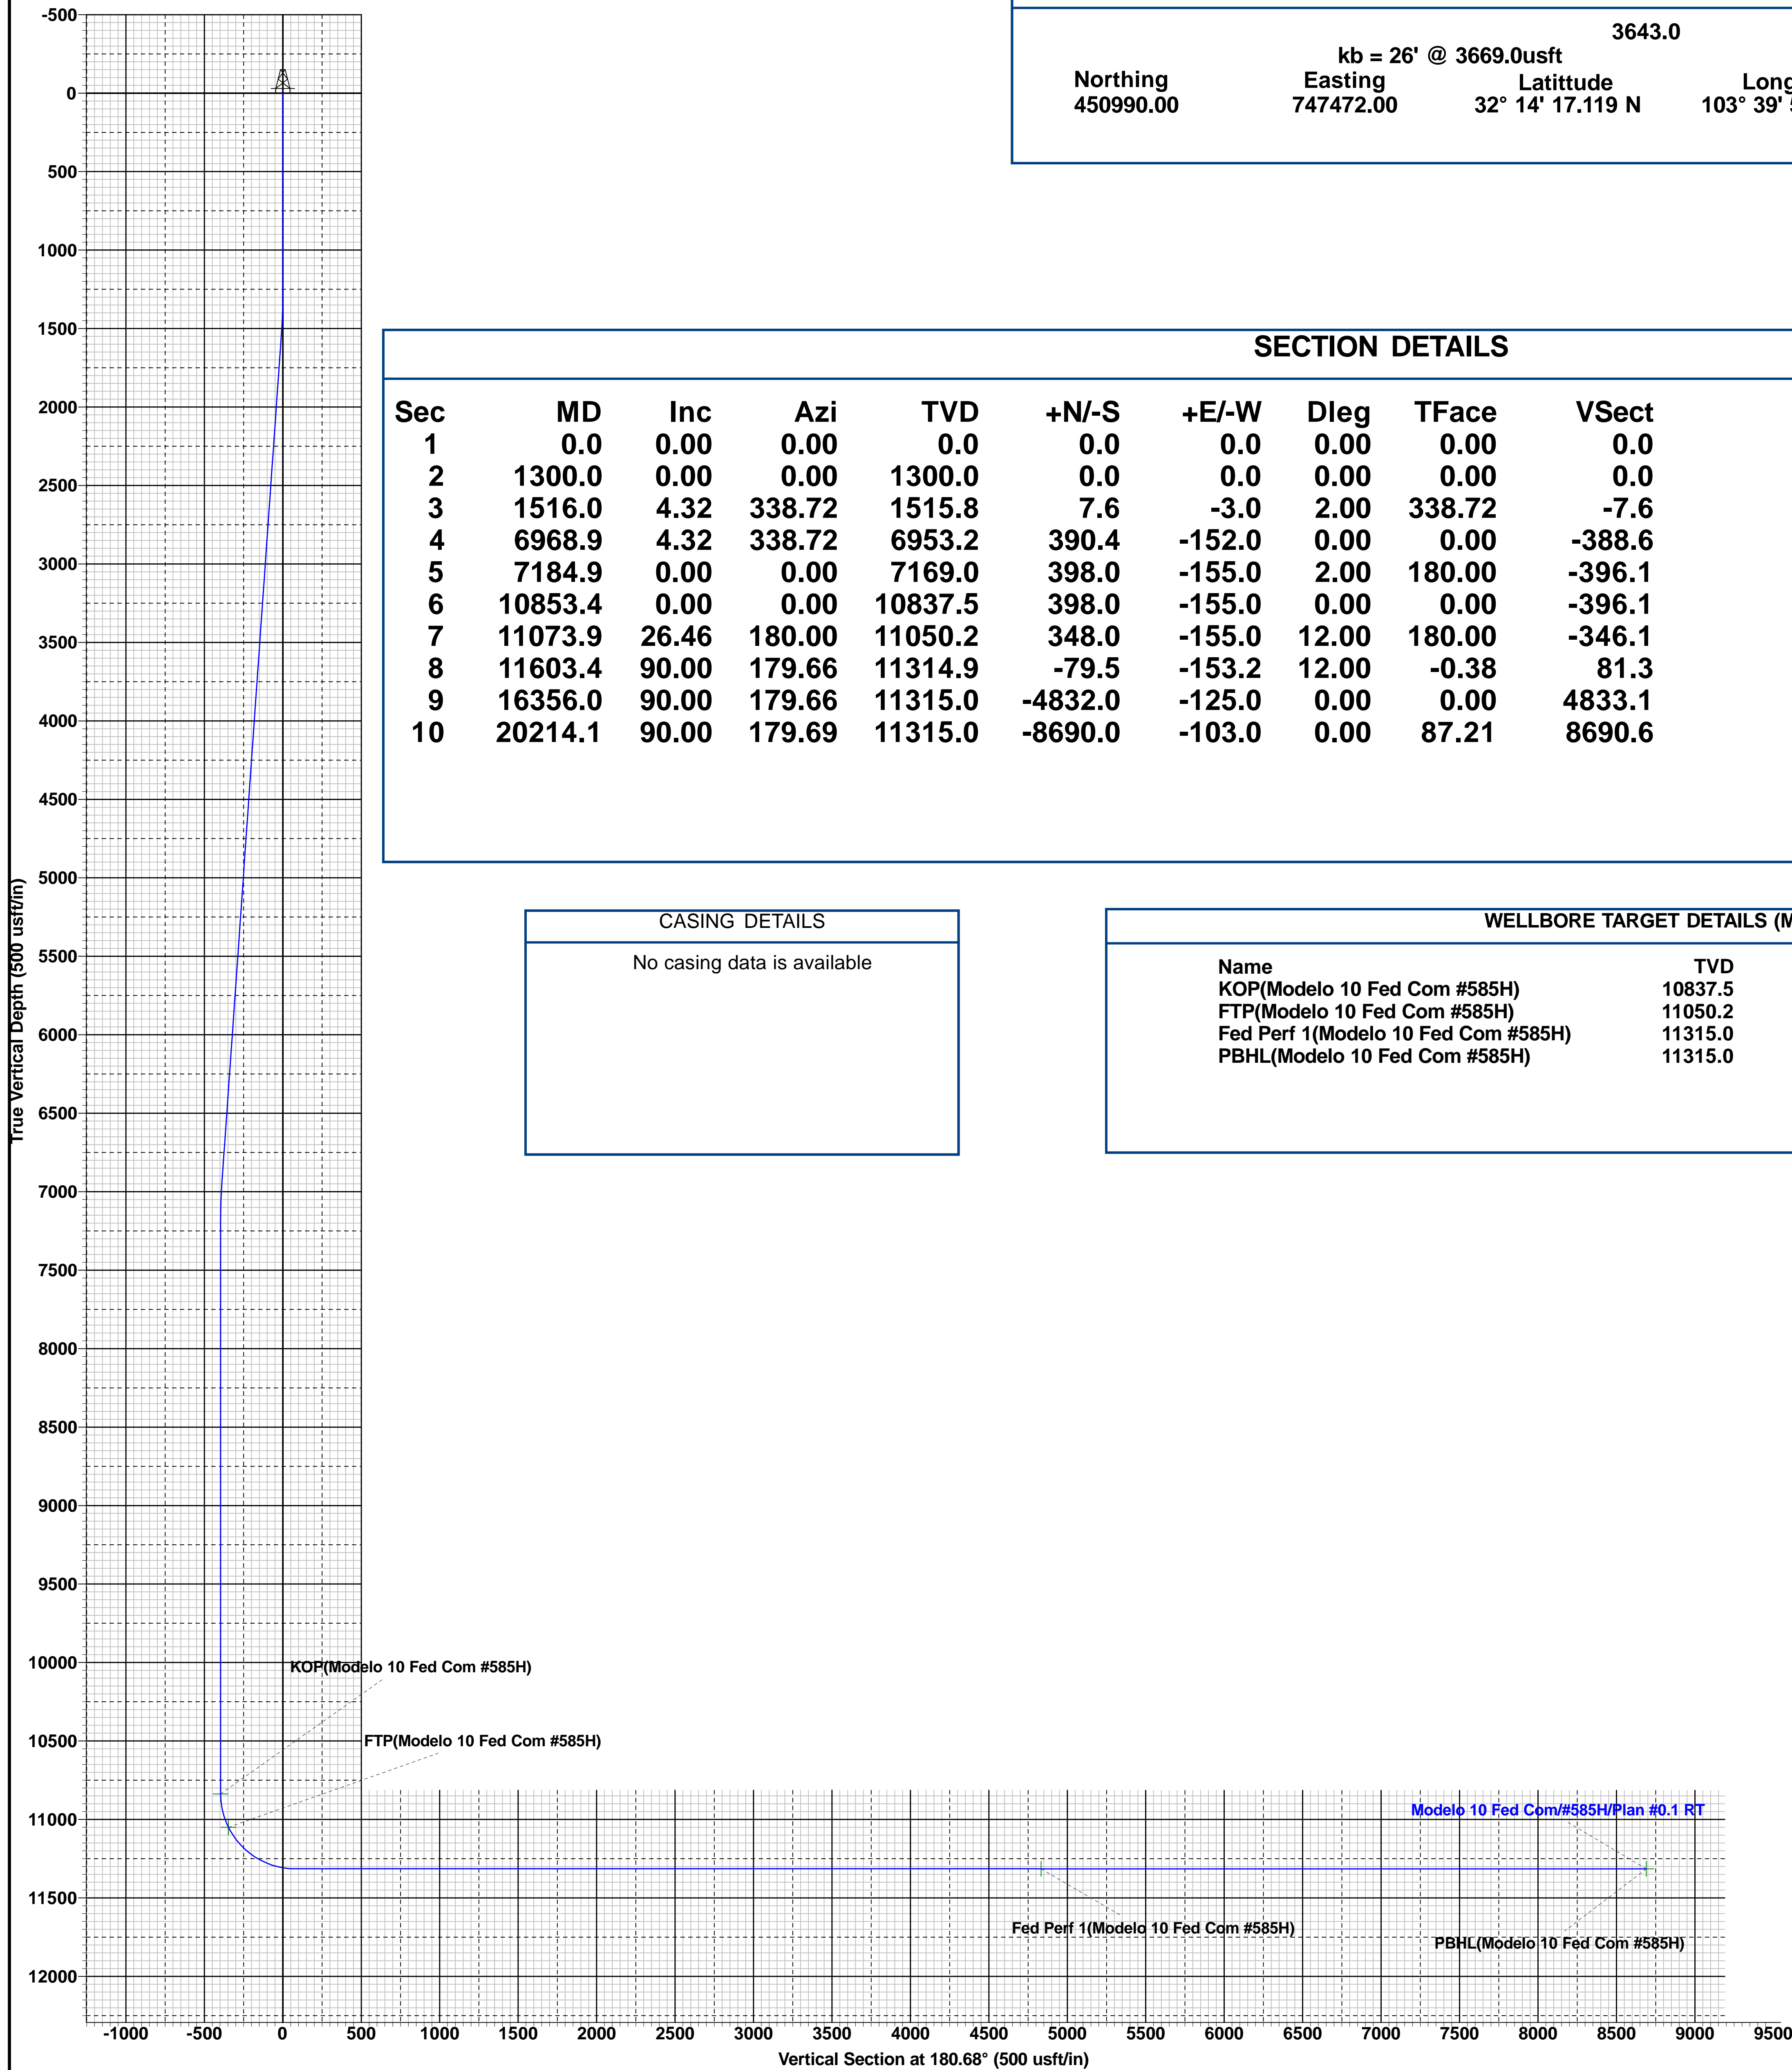 3643.0
kb = 26' @ 3669.0usft
Northing Easting Latittude Long
450990.00 747472.00 32° 14' 17.119 N 103° 39'
SECTION DETAILS
Sec MD Inc Azi TVD +N/-S +E/-W Dleg TFace VSect
1 0.0 0.00 0.00 0.0 0.0 0.0 0.00 0.00 0.0
2 1300.0 0.00 0.00 1300.0 0.0 0.0 0.00 0.00 0.0
3 1516.0 4.32 338.72 1515.8 7.6 -3.0 2.00 338.72 -7.6
4 6968.9 4.32 338.72 6953.2 390.4 -152.0 0.00 0.00 -388.6
5 7184.9 0.00 0.00 7169.0 398.0 -155.0 2.00 180.00 -396.1
6 10853.4 0.00 0.00 10837.5 398.0 -155.0 0.00 0.00 -396.1
7 11073.9 26.46 180.00 11050.2 348.0 -155.0 12.00 180.00 -346.1
8 11603.4 90.00 179.66 11314.9 -79.5 -153.2 12.00 -0.38 81.3
9 16356.0 90.00 179.66 11315.0 -4832.0 -125.0 0.00 0.00 4833.1
10 20214.1 90.00 179.69 11315.0 -8690.0 -103.0 0.00 87.21 8690.6
CASING DETAILS
No casing data is available
WELLBORE TARGET DETAILS (M
Name TVD
KOP(Modelo 10 Fed Com #585H) 10837.5
FTP(Modelo 10 Fed Com #585H) 11050.2
Fed Perf 1(Modelo 10 Fed Com #585H) 11315.0
PBHL(Modelo 10 Fed Com #585H) 11315.0
True Vertical Depth (500 usft/in)
-500
0
500
1000
1500
2000
2500
3000
3500
4000
4500
5000
5500
6000
6500
7000
7500
8000
8500
9000
9500
10000
10500
11000
11500
12000
KOP(Modelo 10 Fed Com #585H)
FTP(Modelo 10 Fed Com #585H)
Modelo 10 Fed Com/#585H/Plan #0.1 RT
Fed Perf 1(Modelo 10 Fed Com #585H)
PBHL(Modelo 10 Fed Com #585H)
-1000 -500 0 500 1000 1500 2000 2500 3000 3500 4000 4500 5000 5500 6000 6500 7000 7500 8000 8500 9000 9500
Vertical Section at 180.68° (500 usft/in)